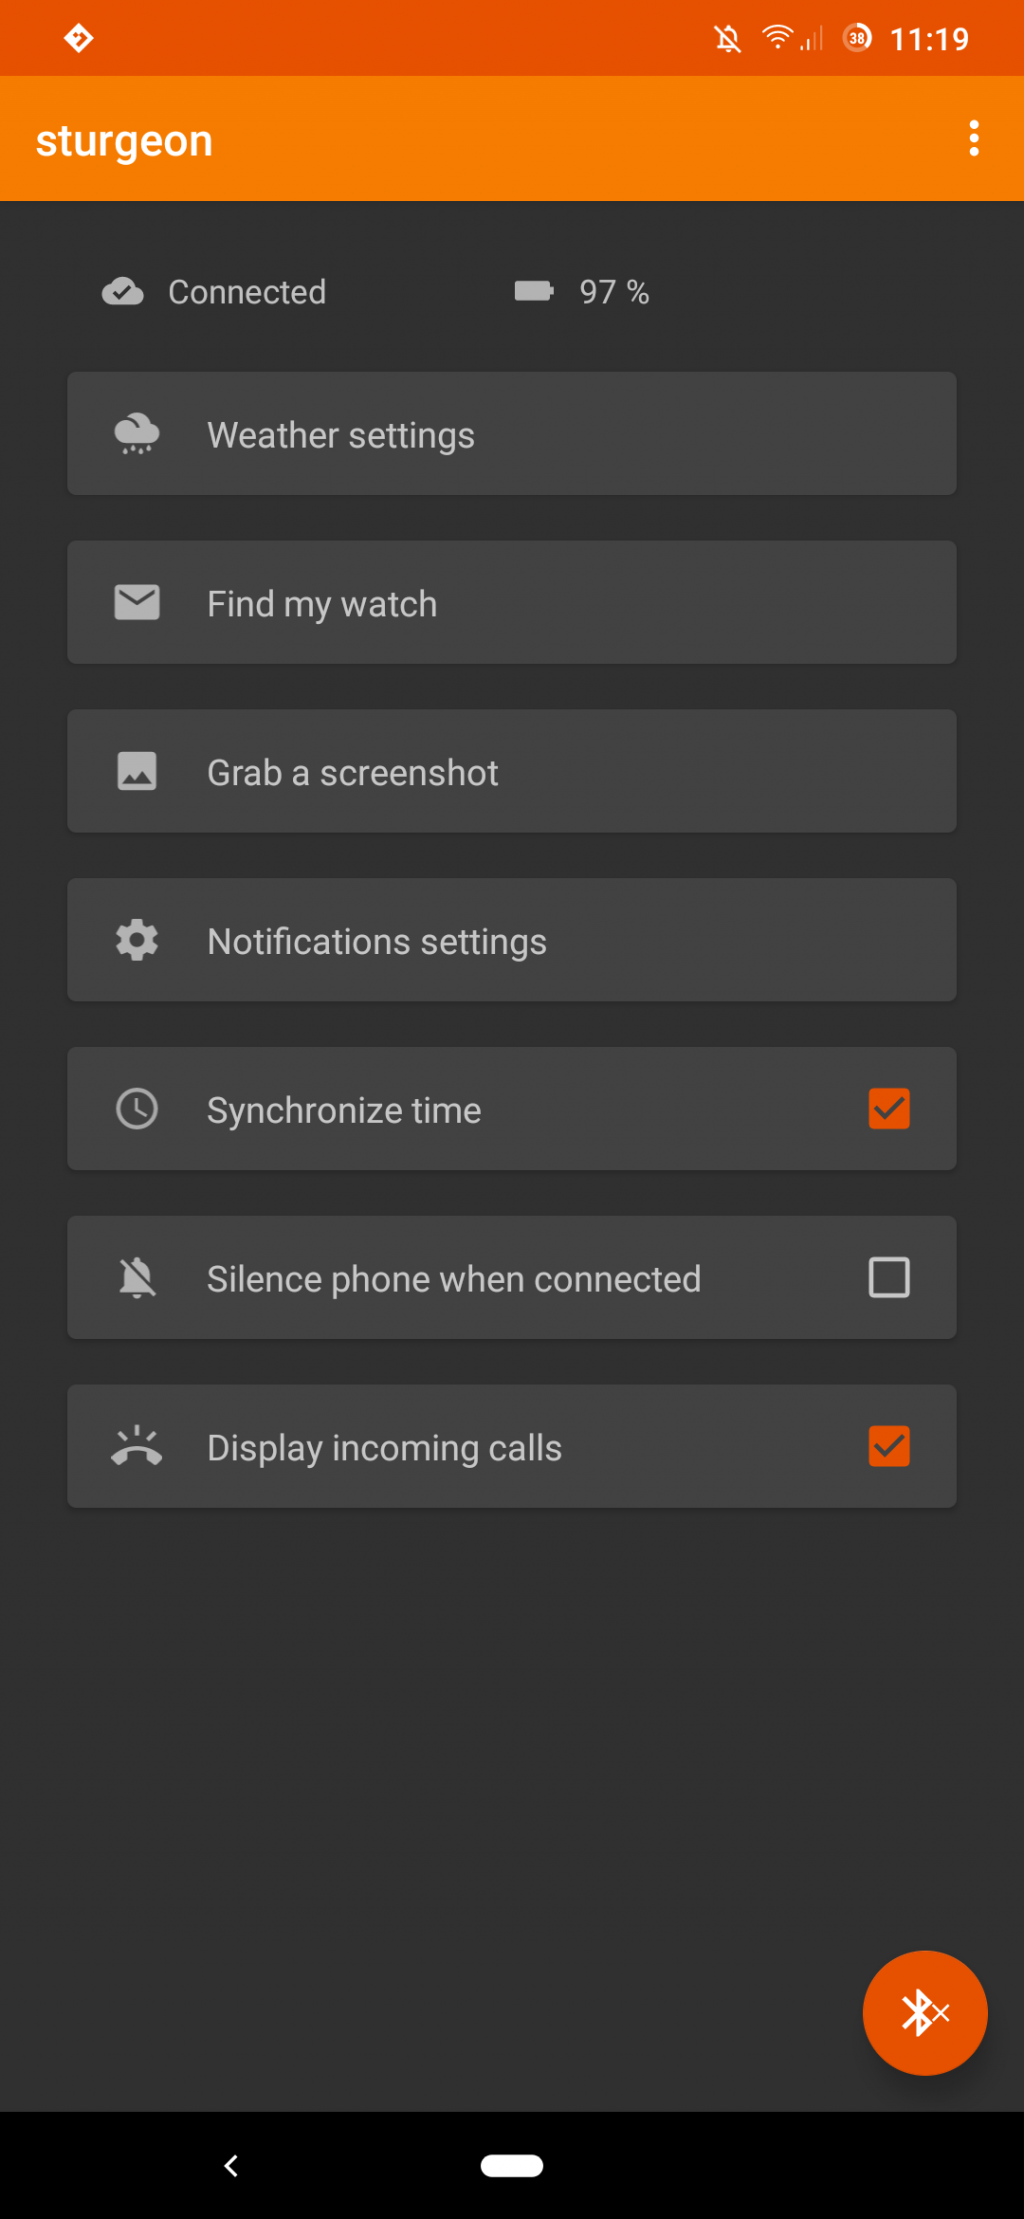 38 11:19
sturgeon
Connected 97 %
Weather settings
Find my watch
Grab a screenshot
Notifications settings
Synchronize time
Silence phone when connected
Display incoming calls